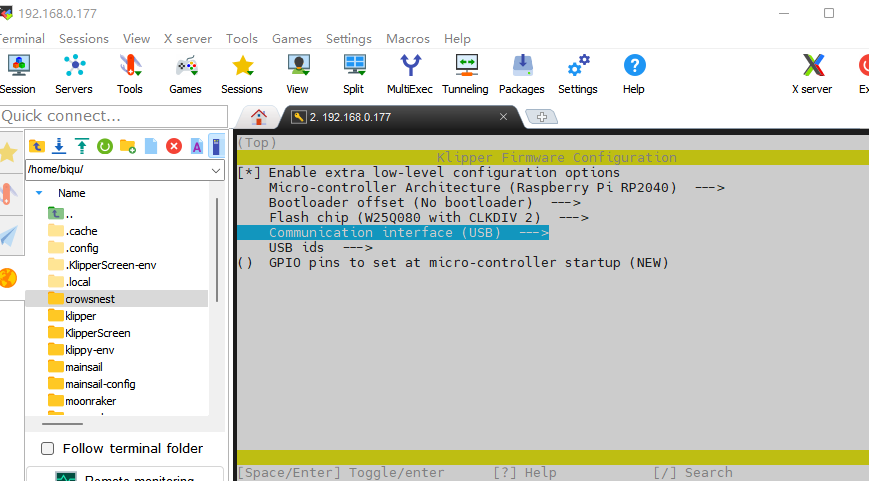 192.168.0.177
Terminal Sessions View X server Tools Games Settings Macros Help
Session Servers Tools Games Sessions View Split MultiExec Tunneling Packages Settings Help X server
Quick connect...
2. 192.168.0.177
/home/biqu/
Name
..
.cache
.config
.KlipperScreen-env
.local
crowsnest
klipper
KlipperScreen
klippy-env
mainsail
mainsail-config
moonraker
Follow terminal folder
Remote monitoring
(Top)
Klipper Firmware Configuration
[*] Enable extra low-level configuration options
Micro-controller Architecture (Raspberry Pi RP2040) --->
Bootloader offset (No bootloader) --->
Flash chip (W25Q080 with CLKDIV 2) --->
Communication interface (USB) --->
USB ids --->
() GPIO pins to set at micro-controller startup (NEW)
[Space/Enter] Toggle/enter [?] Help [/] Search